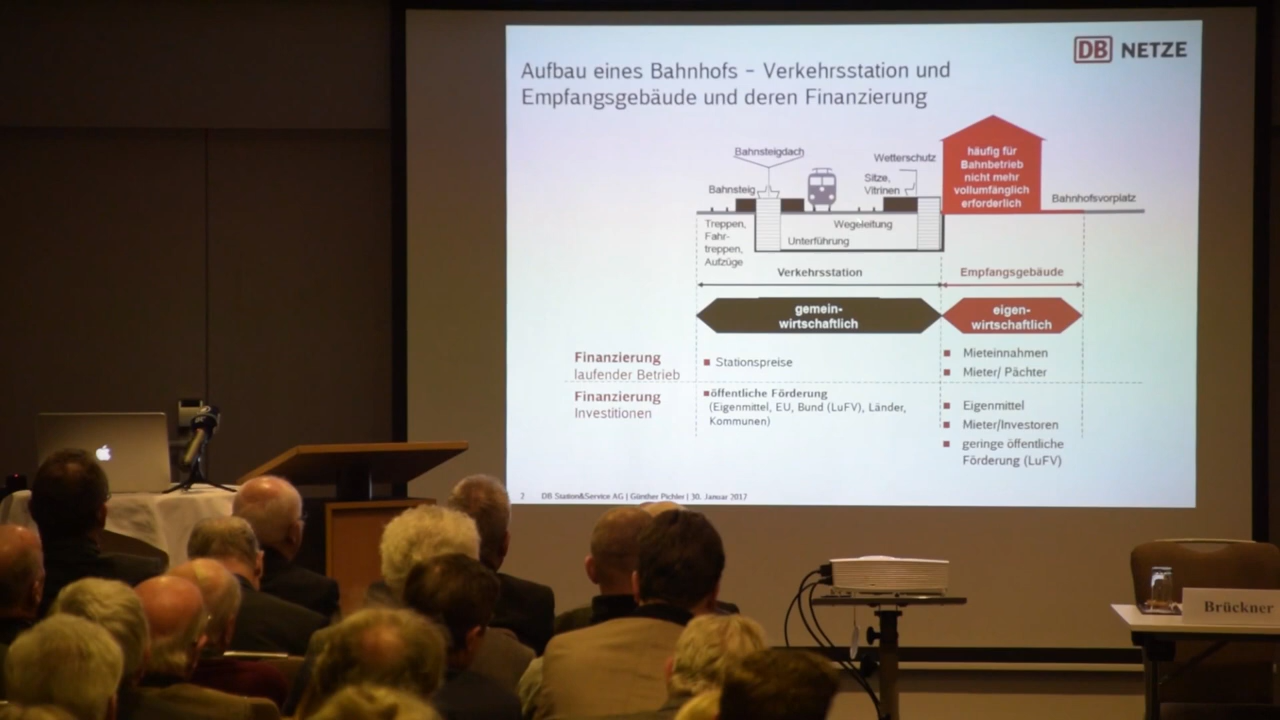 DB NETZE
Aufbau eines Bahnhofs – Verkehrsstation und
Empfangsgebäude und deren Finanzierung
Bahnsteigdach
Wetterschutz
Bahnsteig
Sitze,
Vitrinen
häufig für
Bahnbetrieb
nicht mehr
vollumfänglich
erforderlich
Bahnhofsvorplatz
Treppen,
Fahr-
treppen,
Aufzüge
Wegeleitung
Unterführung
Verkehrsstation
Empfangsgebäude
gemein-
wirtschaftlich
eigen-
wirtschaftlich
Finanzierung
laufender Betrieb
Stationspreise
Mieteinnahmen
Mieter/ Pächter
Finanzierung
Investitionen
öffentliche Förderung
(Eigenmittel, EU, Bund (LuFV), Länder,
Kommunen)
Eigenmittel
Mieter/Investoren
geringe öffentliche
Förderung (LuFV)
2 DB Station&Service AG | Günther Pichler | 30. Januar 2017
Brückner